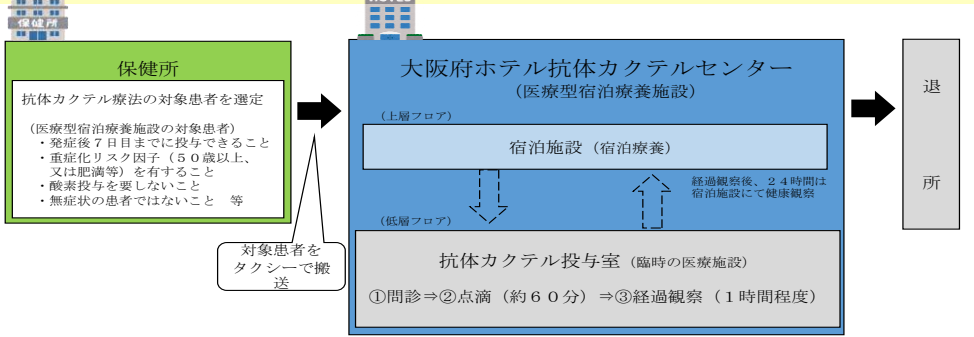 保健所
HOTEL
保健所
抗体カクテル療法の対象患者を選定
（医療型宿泊療養施設の対象患者）
・発症後７日目までに投与できること
・重症化リスク因子（５０歳以上、
又は肥満等）を有すること
・酸素投与を要しないこと
・無症状の患者ではないこと　等
対象患者を
タクシーで搬
送
大阪府ホテル抗体カクテルセンター
（医療型宿泊療養施設）
（上層フロア）
宿泊施設（宿泊療養）
経過観察後、２４時間は
宿泊施設にて健康観察
（低層フロア）
抗体カクテル投与室（臨時の医療施設）
①問診⇒②点滴（約６０分）⇒③経過観察（１時間程度）
退
所